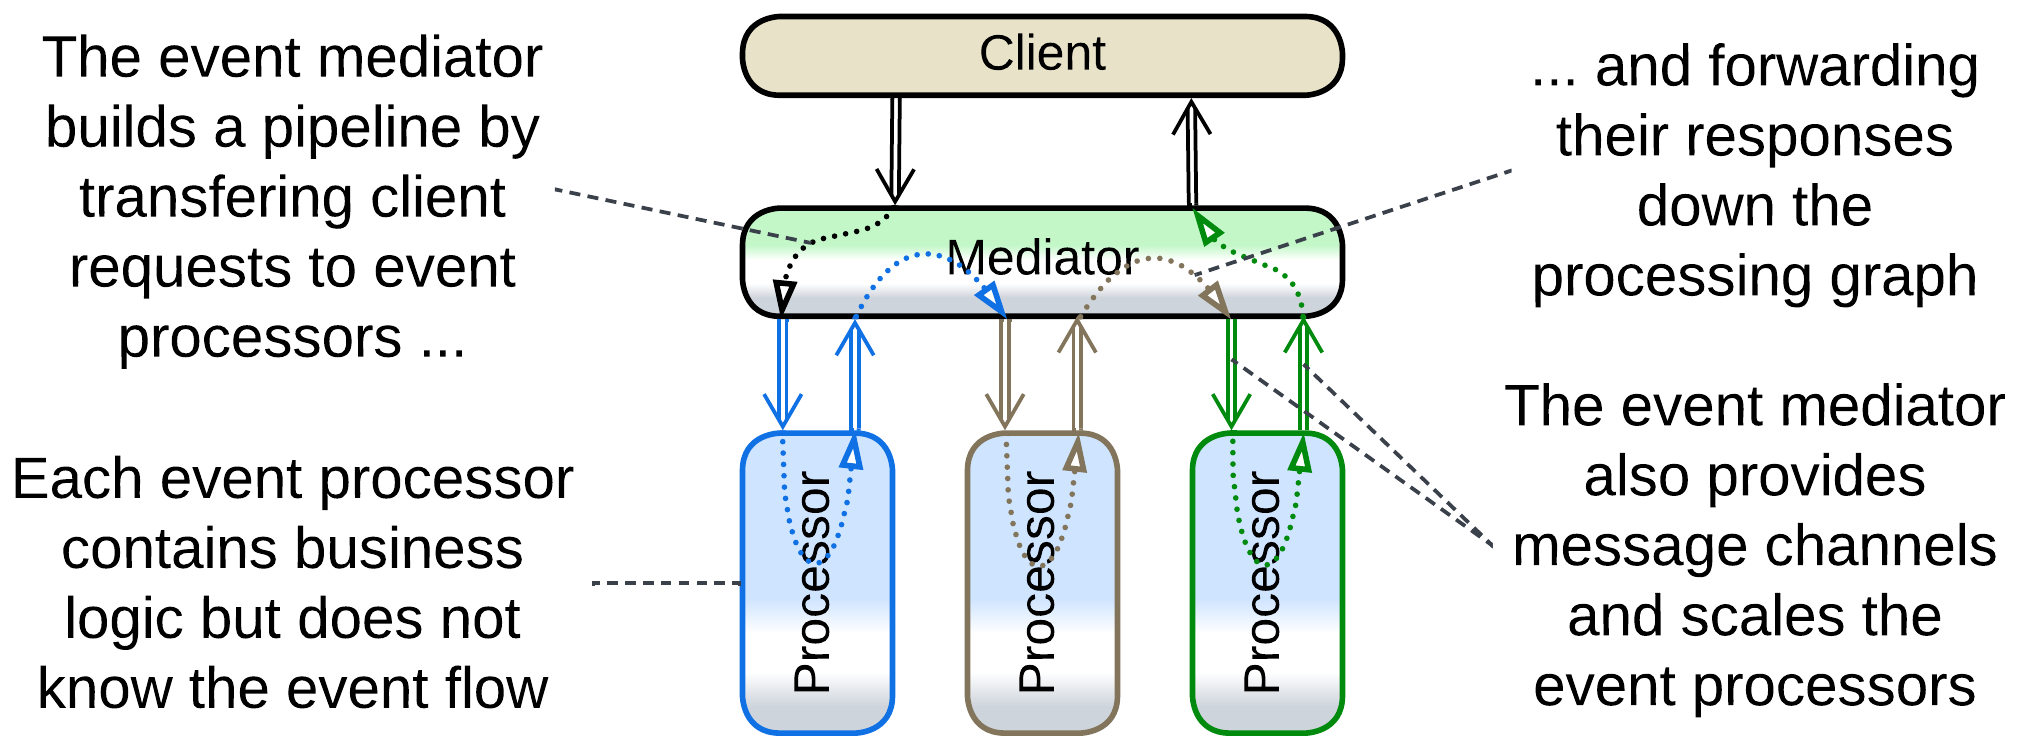 The event mediator
builds a pipeline by
transfering client
requests to event
processors ...
Each event processor
contains business
logic but does not
know the event flow
Client
Mediator
Processor
Processor
Processor
... and forwarding
their responses
down the
processing graph
The event mediator
also provides
message channels
and scales the
event processors